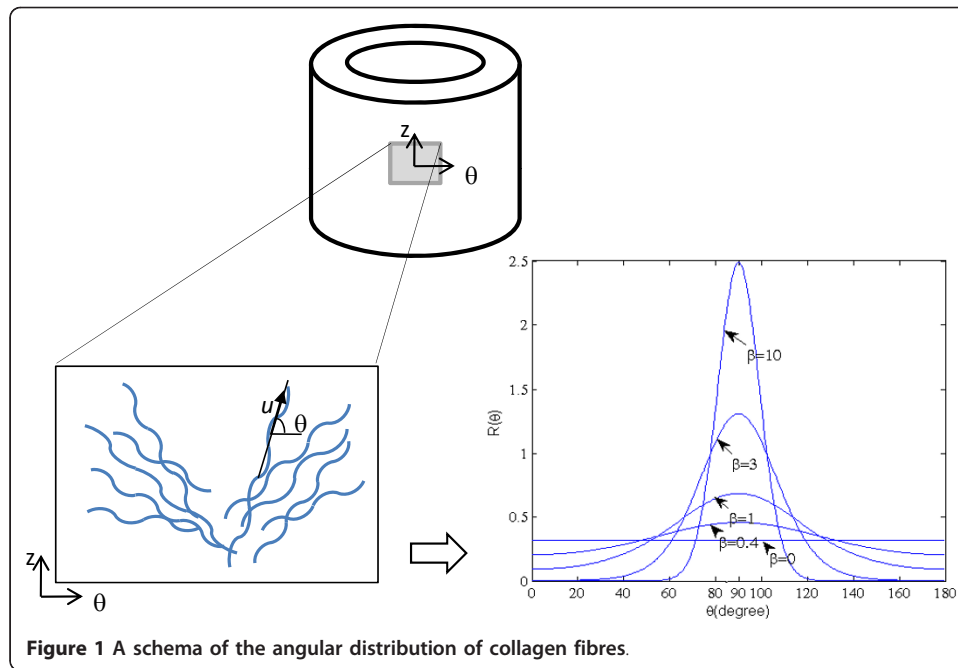 z
θ
u
θ
z
θ
R(θ)
2.5
2
1.5
1
0.5
0
β=10
β=3
β=1
β=0.4
β=0
0 20 40 60 80 90 100 120 140 160 180
θ(degree)
Figure 1 A schema of the angular distribution of collagen fibres.